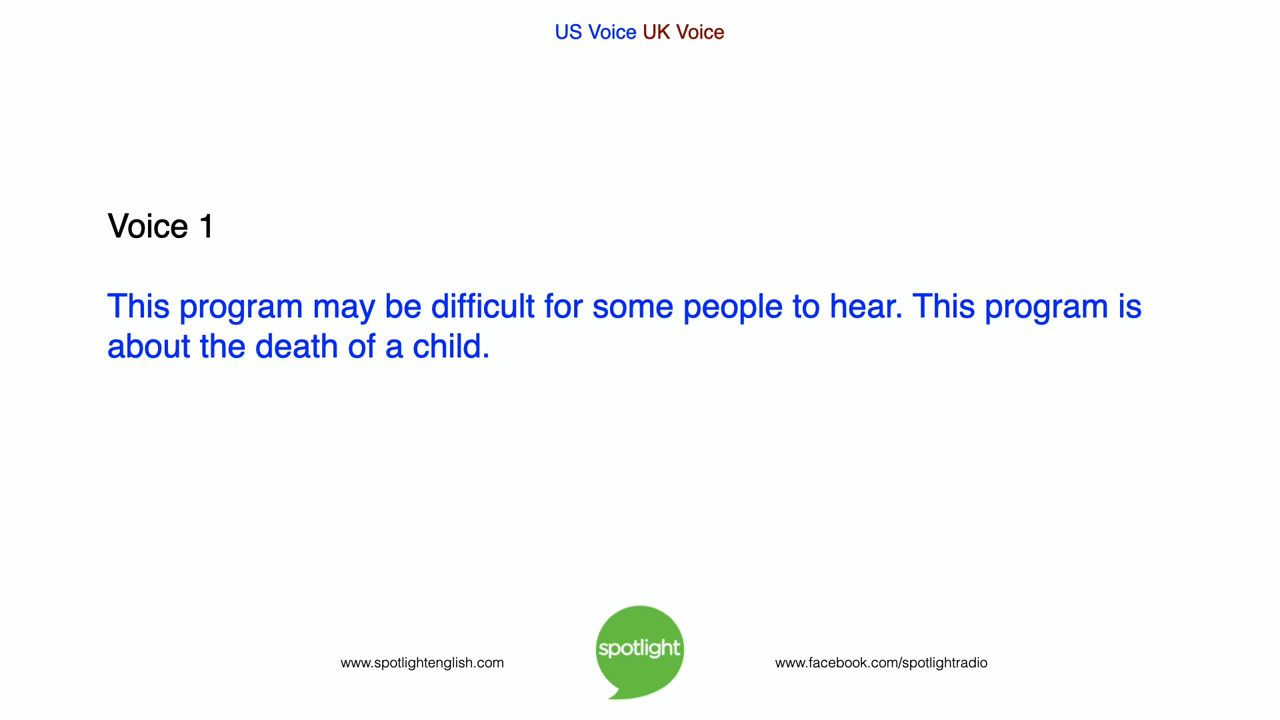 US Voice UK Voice
Voice 1
This program may be difficult for some people to hear. This program is
about the death of a child.
www.spotlightenglish.com
spotlight
www.facebook.com/spotlightradio